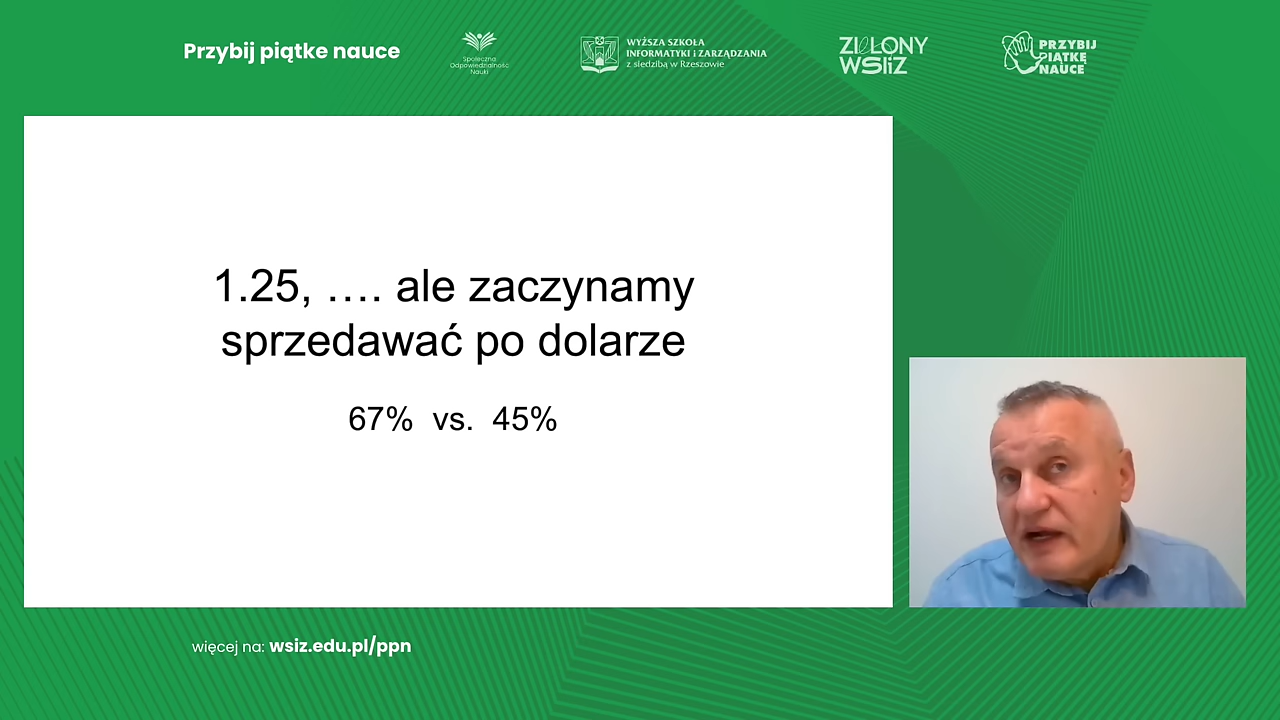 Przybij piątke nauce
Społeczna
Odpowiedzialność
Nauki
WYŻSZA SZKOŁA
INFORMATYKI i ZARZĄDZANIA
z siedzibą w Rzeszowie
ZIELONY
WSIiZ
PRZYBIJ
PIĄTKĘ
NAUCE
1.25, …. ale zaczynamy
sprzedawać po dolarze
67% vs. 45%
więcej na: wsiz.edu.pl/ppn